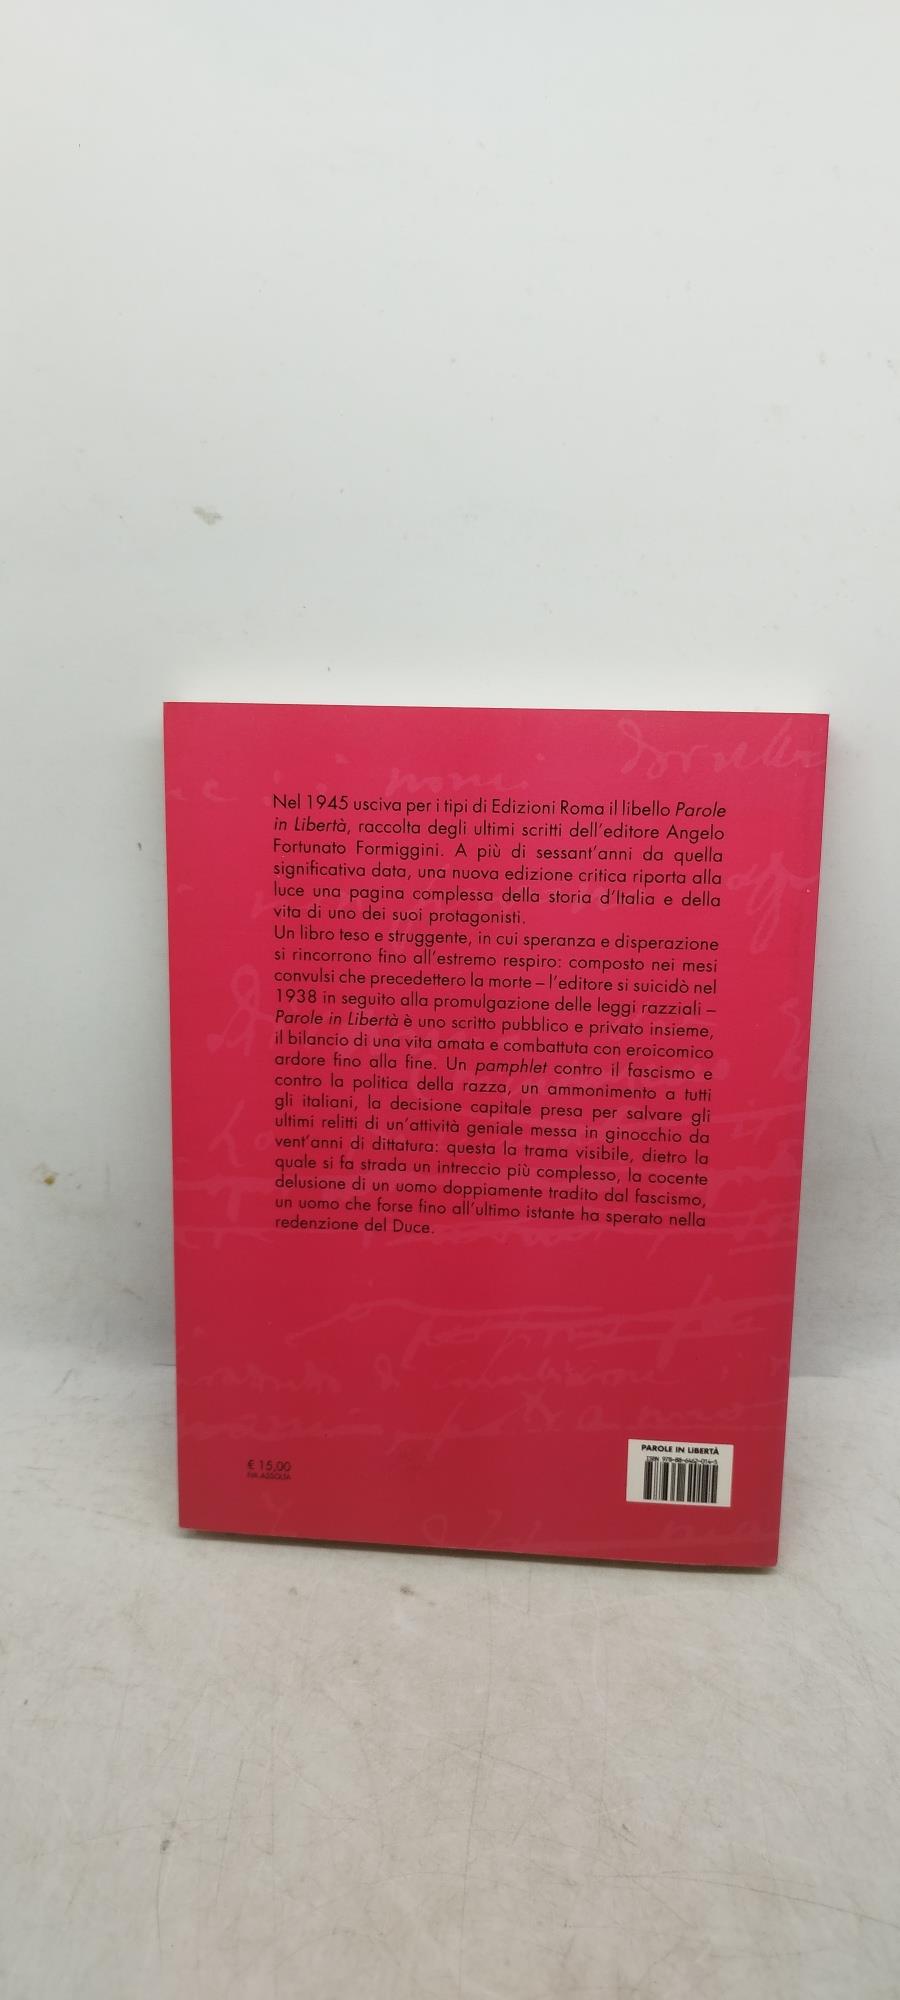 Nel 1945 usciva per i tipi di Edizioni Roma il libello Parole
in Libertà, raccolta degli ultimi scritti dell'editore Angelo
Fortunato Formiggini. A più di sessant'anni da quella
significativa data, una nuova edizione critica riporta alla
luce una pagina complessa della storia d'Italia e della
vita di uno dei suoi protagonisti.
Un libro teso e struggente, in cui speranza e disperazione
si rincorrono fino all'estremo respiro: composto nei mesi
convulsi che precedettero la morte – l'editore si suicidò nel
1938 in seguito alla promulgazione delle leggi razziali –
Parole in Libertà è uno scritto pubblico e privato insieme,
il bilancio di una vita amata e combattuta con eroicomico
ardore fino alla fine. Un pamphlet contro il fascismo e
contro la politica della razza, un ammonimento a tutti
gli italiani, la decisione capitale presa per salvare gli
ultimi relitti di un'attività geniale messa in ginocchio da
vent'anni di dittatura: questa la trama visibile, dietro la
quale si fa strada un intreccio più complesso, la cocente
delusione di un uomo doppiamente tradito dal fascismo,
un uomo che forse fino all'ultimo istante ha sperato nella
redenzione del Duce.
€ 15,00
IVA ASSOLTA
PAROLE IN LIBERTÀ
ISBN 978-88-6462-014-5